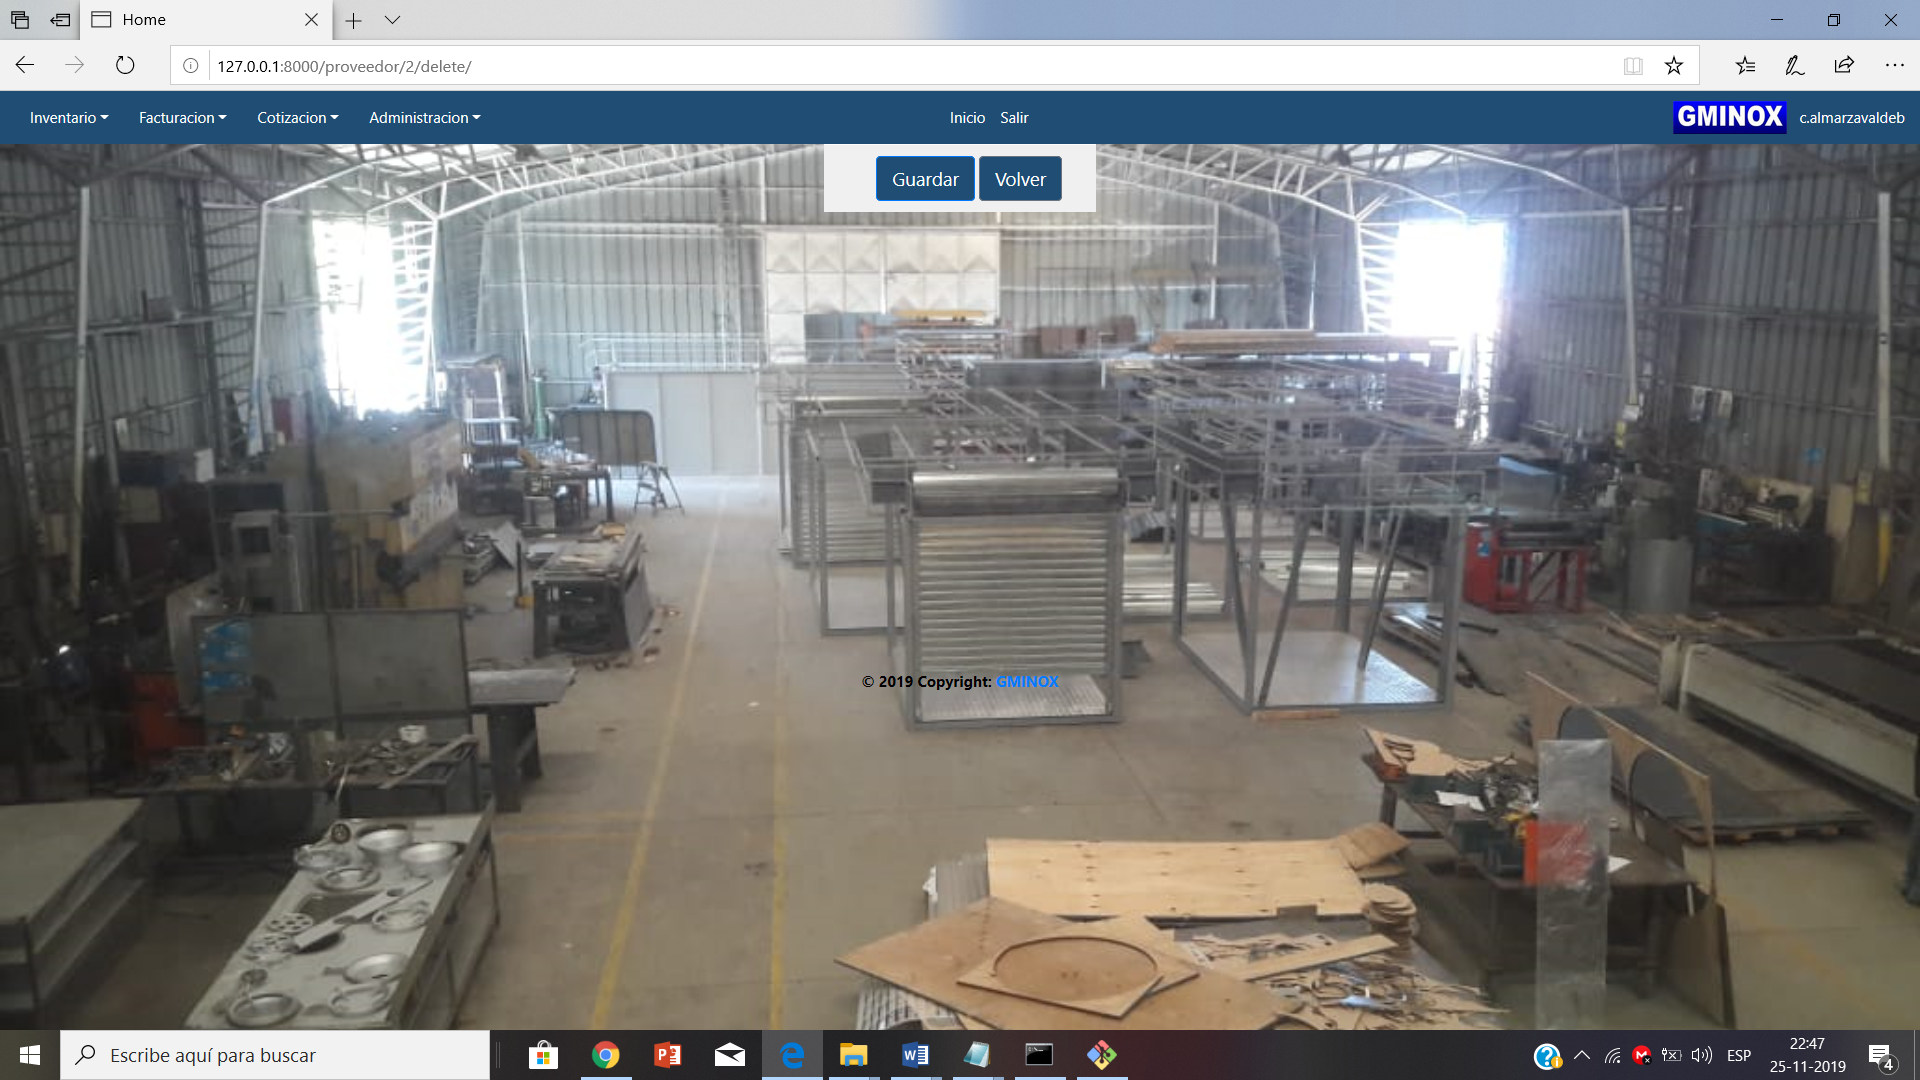 Home
127.0.0.1:8000/proveedor/2/delete/
Inventario Facturacion Cotizacion Administracion Inicio Salir GMINOX c.almarzavaldeb
Guardar Volver
© 2019 Copyright: GMINOX
Escribe aquí para buscar
ESP
22:47
25-11-2019
4